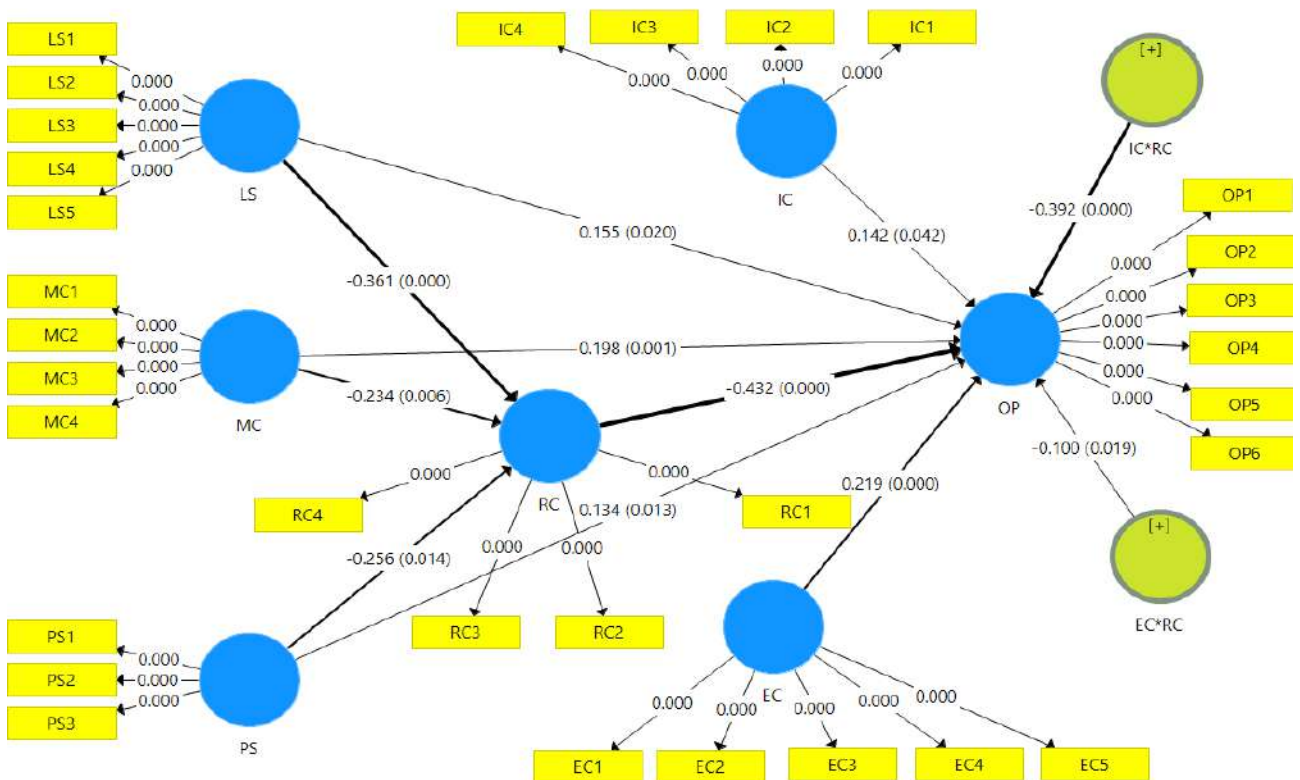 LS1
LS2
LS3
LS4
LS5
0.000
0.000
0.000
0.000
0.000
LS
IC4
IC3
IC2
IC1
0.000
0.000
0.000
0.000
IC
[+]
IC*RC
-0.392 (0.000)
0.155 (0.020)
0.142 (0.042)
-0.361 (0.000)
MC1
MC2
MC3
MC4
0.000
0.000
0.000
0.000
MC
0.198 (0.001)
-0.234 (0.006)
-0.432 (0.000)
OP
OP1
OP2
OP3
OP4
OP5
OP6
0.000
0.000
0.000
0.000
0.000
0.000
-0.100 (0.019)
RC
0.000
0.000
0.000
0.000
RC4
RC1
RC3
RC2
0.134 (0.013)
-0.256 (0.014)
0.219 (0.000)
[+]
EC*RC
PS1
PS2
PS3
0.000
0.000
0.000
PS
EC
0.000
0.000
0.000
0.000
0.000
EC1
EC2
EC3
EC4
EC5